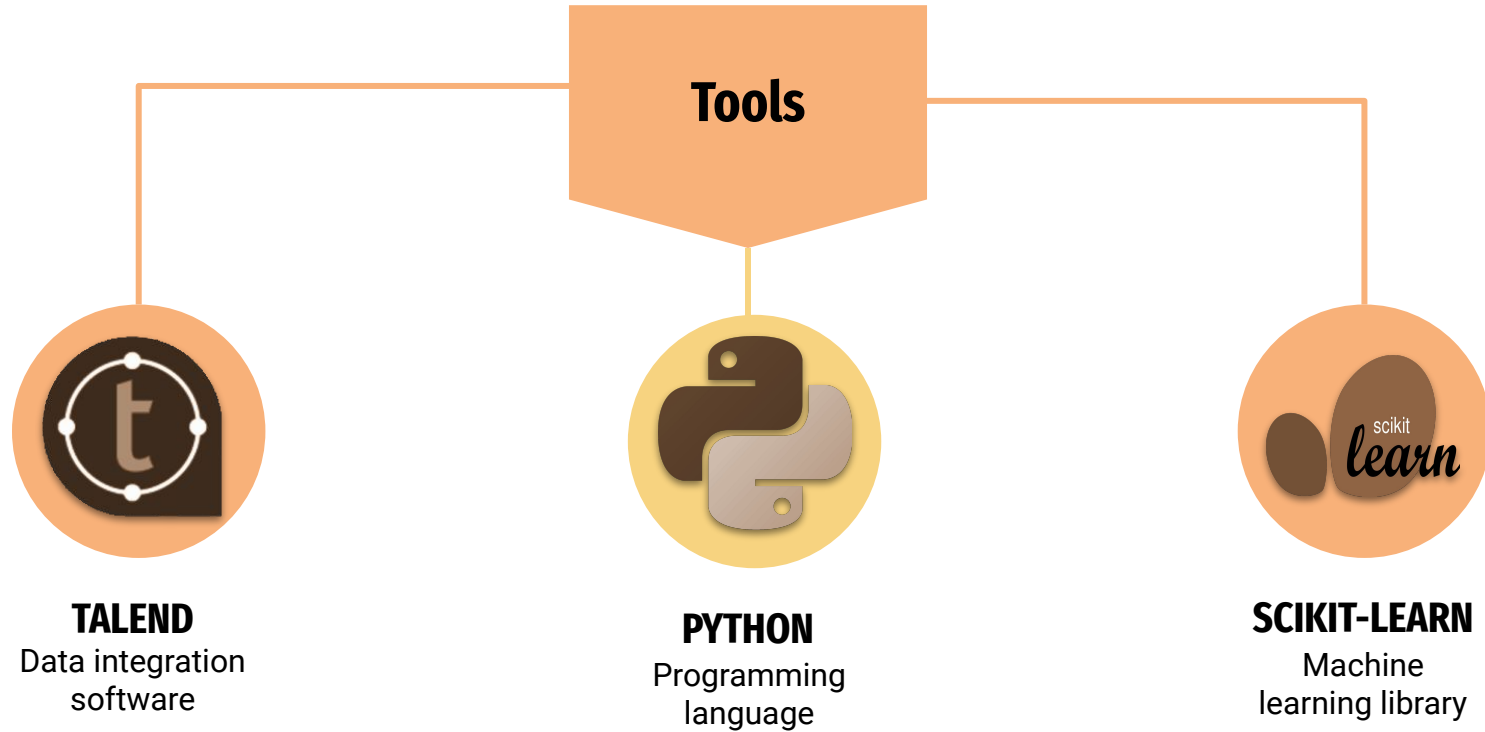 Tools
t
scikit
learn
TALEND
Data integration
software
PYTHON
Programming
language
SCIKIT-LEARN
Machine
learning library